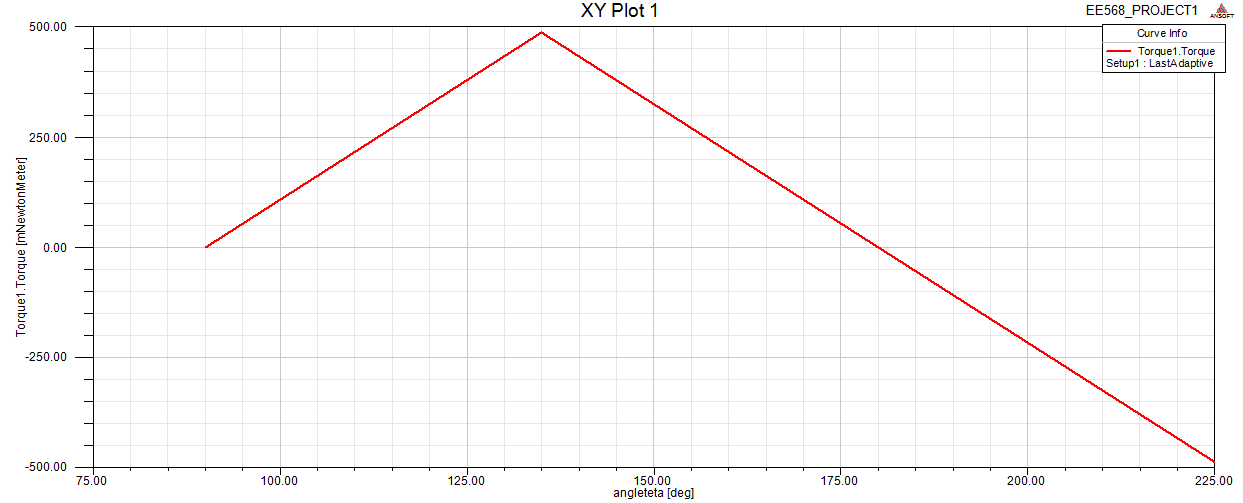 XY Plot 1
EE568_PROJECT1
ANSOFT
Curve Info
Torque1.Torque
Setup1 : LastAdaptive
500.00
250.00
0.00
-250.00
-500.00
Torque1.Torque [mNewtonMeter]
75.00 100.00 125.00 150.00 175.00 200.00 225.00
angleteta [deg]